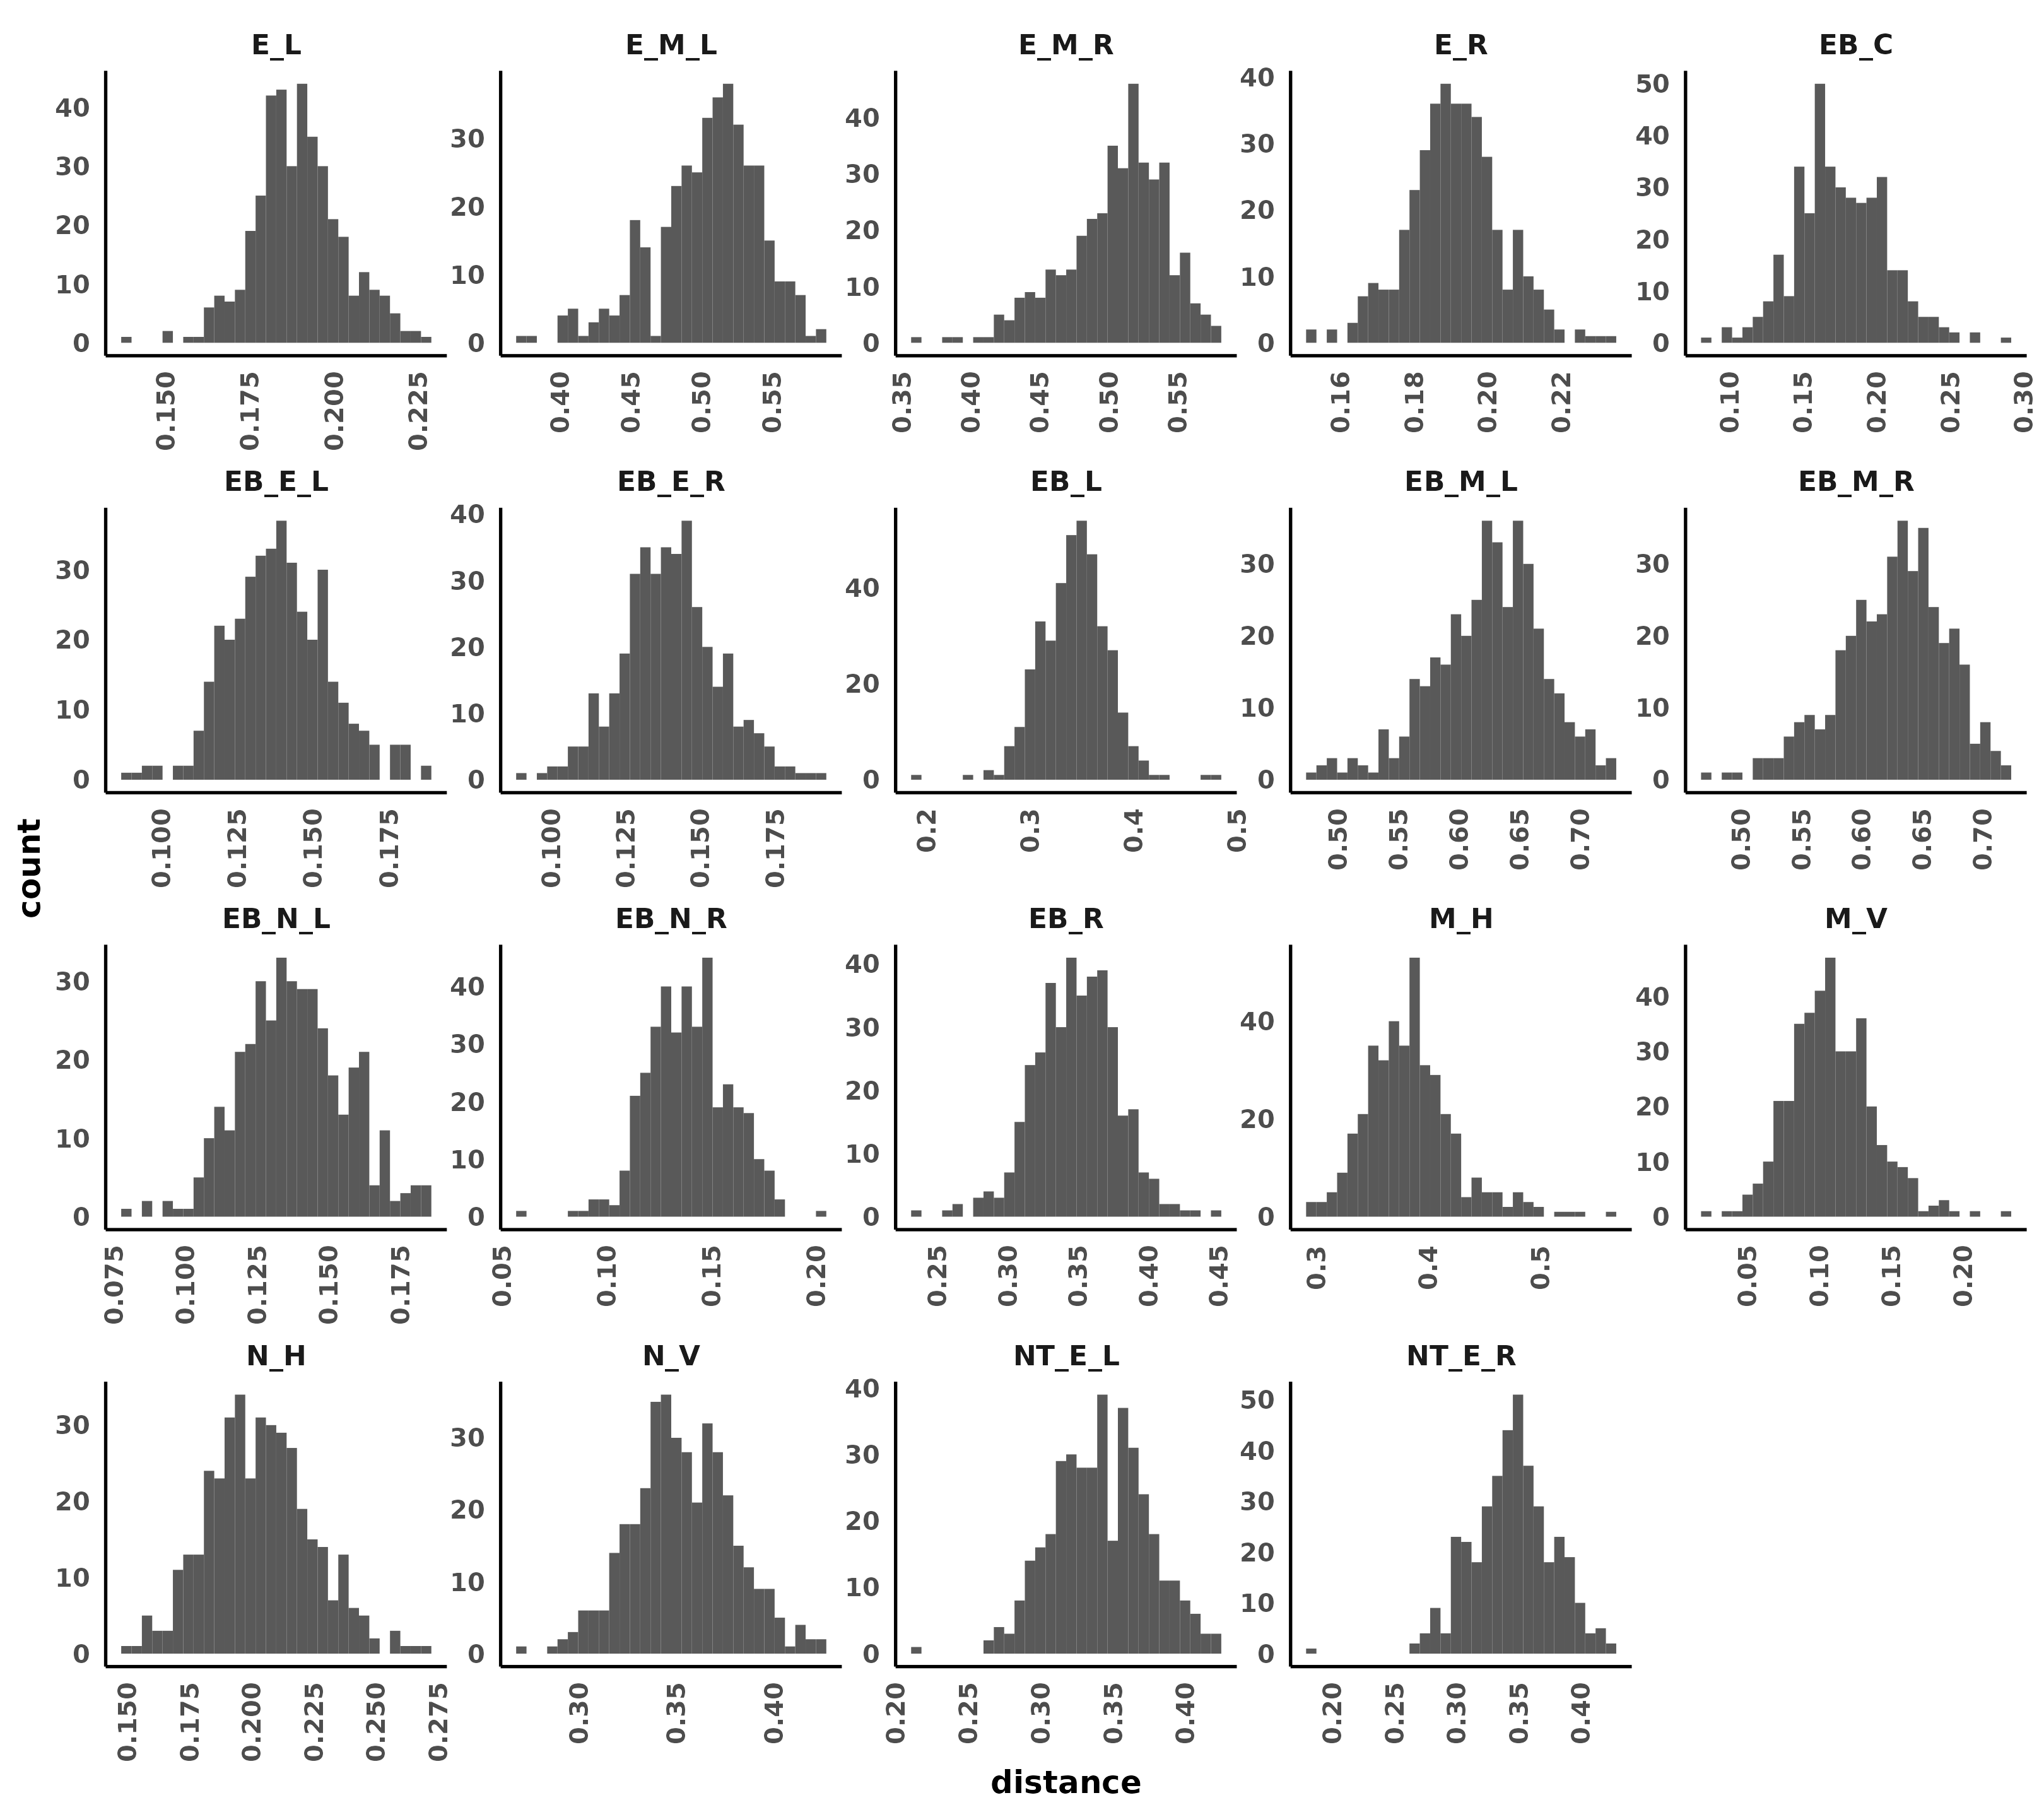 E_L E_M_L E_M_R E_R EB_C
40 30 20 10 0
30 20 10 0
40 30 20 10 0
40 30 20 10 0
50 40 30 20 10 0
0.150 0.175 0.200 0.225
0.40 0.45 0.50 0.55
0.35 0.40 0.45 0.50 0.55
0.16 0.18 0.20 0.22
0.10 0.15 0.20 0.25 0.30
EB_E_L EB_E_R EB_L EB_M_L EB_M_R
30 20 10 0
40 30 20 10 0
40 20 0
30 20 10 0
30 20 10 0
0.100 0.125 0.150 0.175
0.100 0.125 0.150 0.175
0.2 0.3 0.4 0.5
0.50 0.55 0.60 0.65 0.70
0.50 0.55 0.60 0.65 0.70
count
EB_N_L EB_N_R EB_R M_H M_V
30 20 10 0
40 30 20 10 0
40 30 20 10 0
40 20 0
40 30 20 10 0
0.075 0.100 0.125 0.150 0.175
0.05 0.10 0.15 0.20
0.25 0.30 0.35 0.40 0.45
0.3 0.4 0.5
0.05 0.10 0.15 0.20
N_H N_V NT_E_L NT_E_R
30 20 10 0
30 20 10 0
40 30 20 10 0
50 40 30 20 10 0
0.150 0.175 0.200 0.225 0.250 0.275
0.30 0.35 0.40
0.20 0.25 0.30 0.35 0.40
0.20 0.25 0.30 0.35 0.40
distance